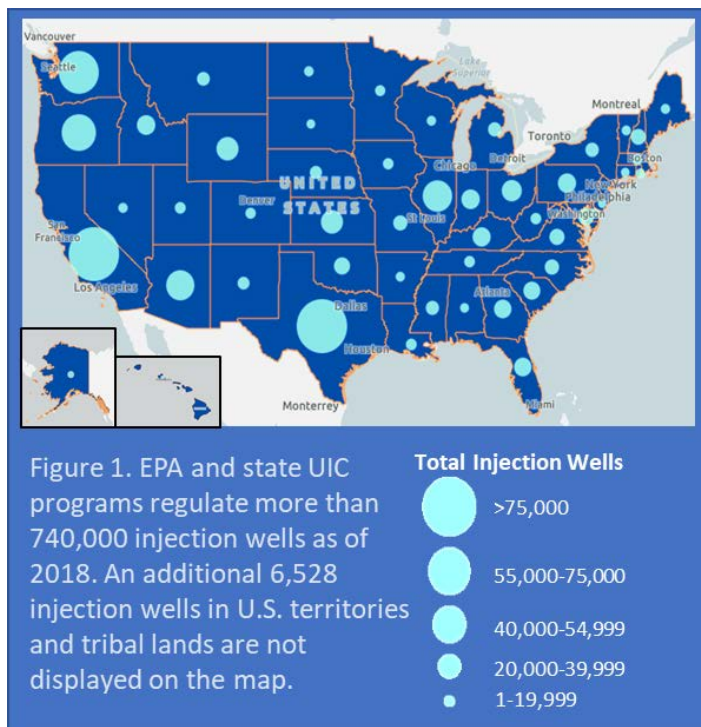 Vancouver
Seattle
Lake
Superior
Montreal
Toronto
Boston
Chicago
Detroit
New York
UNITED
STATES
Denver
St Louis
Philadelphia
Washington
San
Fransisco
Los Angeles
Dallas
Atlanta
Houston
Monterrey
Miami
Figure 1. EPA and state UIC
programs regulate more than
740,000 injection wells as of
2018. An additional 6,528
injection wells in U.S. territories
and tribal lands are not
displayed on the map.
Total Injection Wells
>75,000
55,000-75,000
40,000-54,999
20,000-39,999
1-19,999